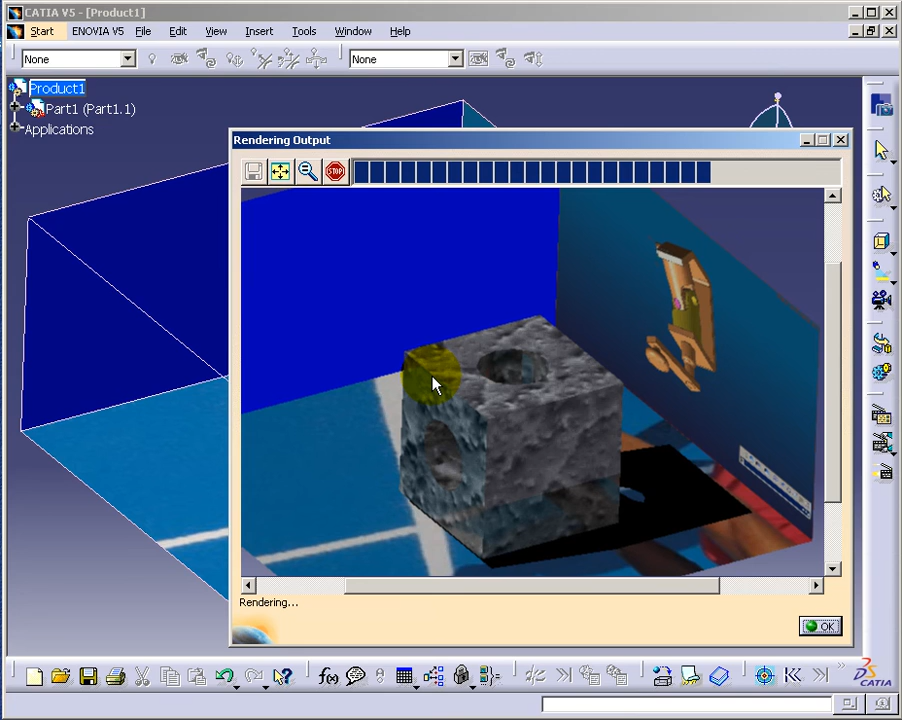 CATIA V5 - [Product1]
Start ENOVIA V5 File Edit View Insert Tools Window Help
None None
Product1
Part1 (Part1.1)
Applications
Rendering Output
STOP
Rendering...
OK
f(x)
CATIA